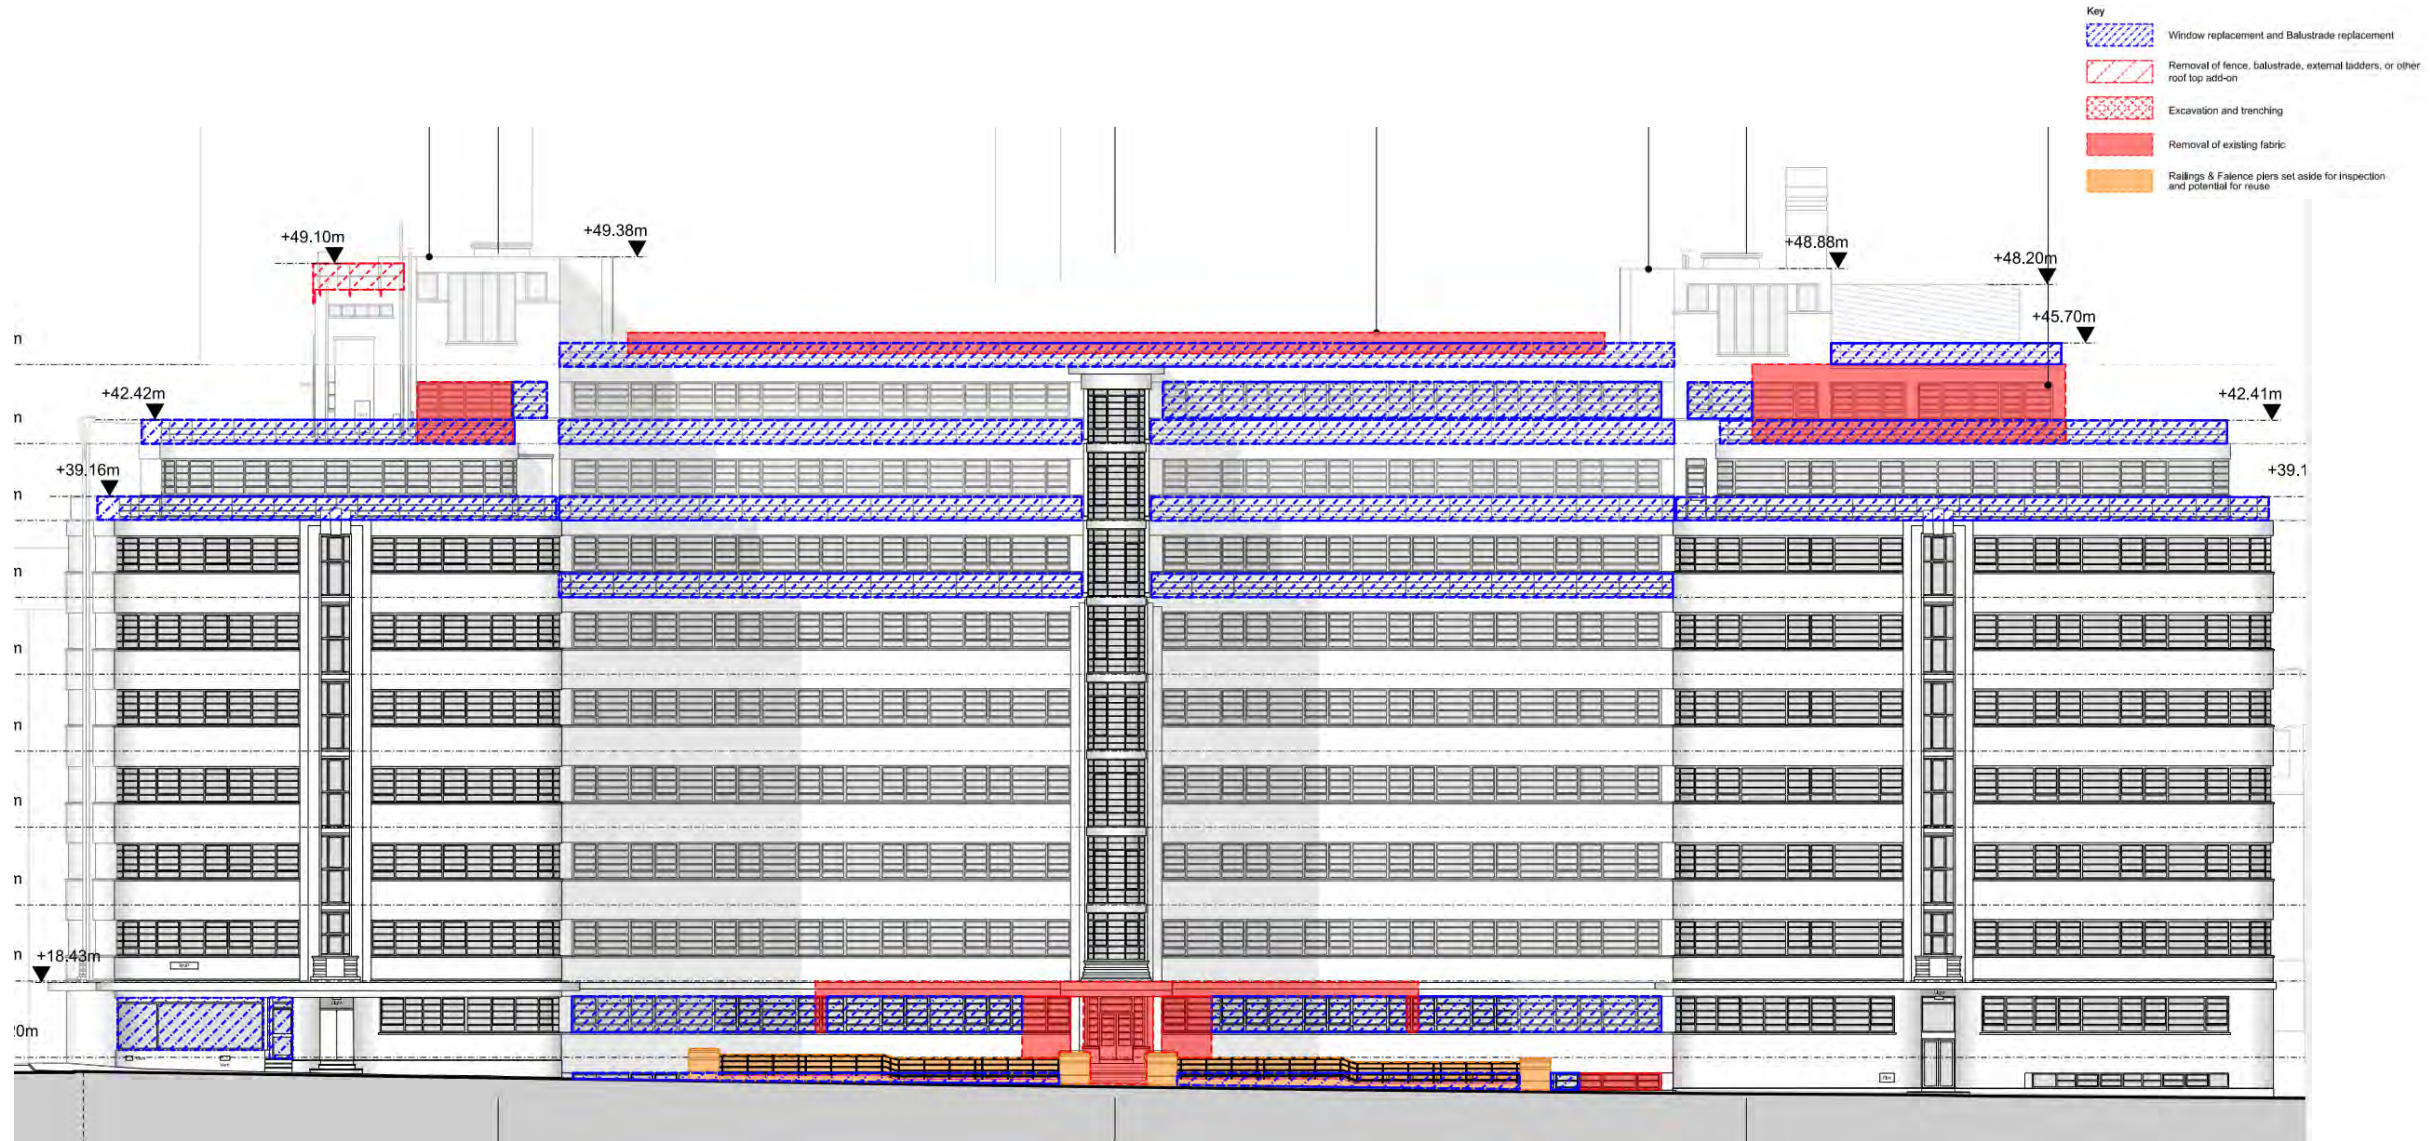 Key
Window replacement and Balustrade replacement
Removal of fence, balustrade, external ladders, or other
roof top add-on
Excavation and trenching
Removal of existing fabric
Railings & Faience piers set aside for inspection
and potential for reuse
+49.10m
+49.38m
+48.88m
+48.20m
+45.70m
m
+42.42m
+42.41m
m
+39.16m
+39.1
m
m
m
m
m
m
m
+18.43m
20m